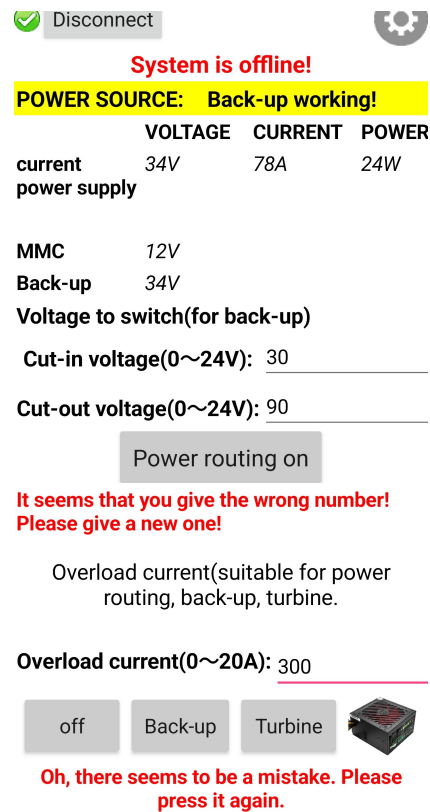 Disconnect
System is offline!
POWER SOURCE: Back-up working!
VOLTAGE CURRENT POWER
current 34V 78A 24W
power supply
MMC 12V
Back-up 34V
Voltage to switch(for back-up)
Cut-in voltage(0～24V): 30
Cut-out voltage(0～24V): 90
Power routing on
It seems that you give the wrong number!
Please give a new one!
Overload current(suitable for power
routing, back-up, turbine.
Overload current(0～20A): 300
off Back-up Turbine
Oh, there seems to be a mistake. Please
press it again.